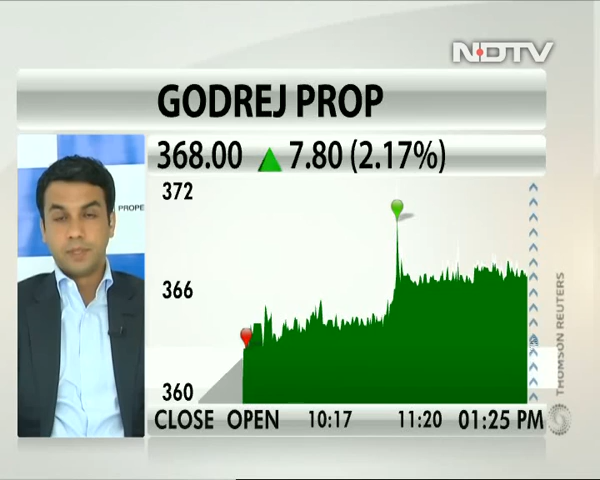 NDTV
GODREJ PROP
368.00 ▲ 7.80 (2.17%)
PROPE
372
366
360
CLOSE OPEN 10:17 11:20 01:25 PM
THOMSON REUTERS